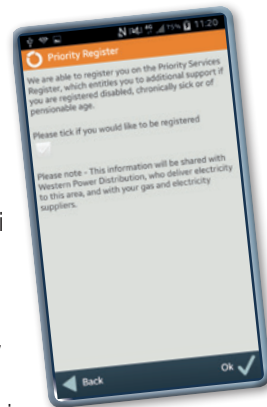 75% 11:20
Priority Register
We are able to register you on the Priority Services
Register, which entitles you to additional support if
you are registered disabled, chronically sick or of
pensionable age.
Please tick if you would like to be registered
Please note - This information will be shared with
Western Power Distribution, who deliver electricity
to this area, and with your gas and electricity
suppliers.
Back
Ok